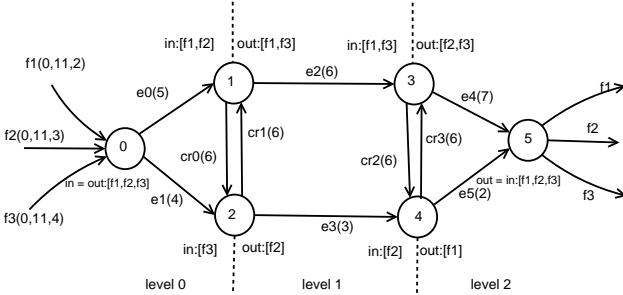 in:[f1,f2]
out:[f1,f3]
in:[f1,f3]
out:[f2,f3]
f1(0,11,2)
e0(5)
1
e2(6)
3
e4(7)
f1
f2(0,11,3)
0
cr0(6)
cr1(6)
cr2(6)
cr3(6)
5
f2
in = out:[f1,f2,f3]
out = in:[f1,f2,f3]
f3
f3(0,11,4)
e1(4)
2
e3(3)
4
e5(2)
in:[f3]
out:[f2]
in:[f2]
out:[f1]
level 0
level 1
level 2